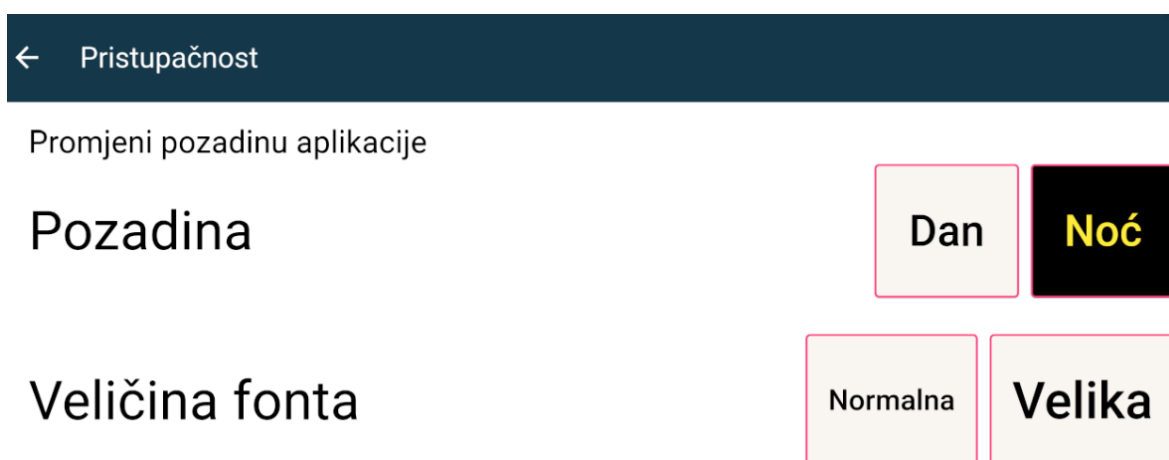 Pristupačnost
Promjeni pozadinu aplikacije
Pozadina Dan Noć
Veličina fonta Normalna Velika